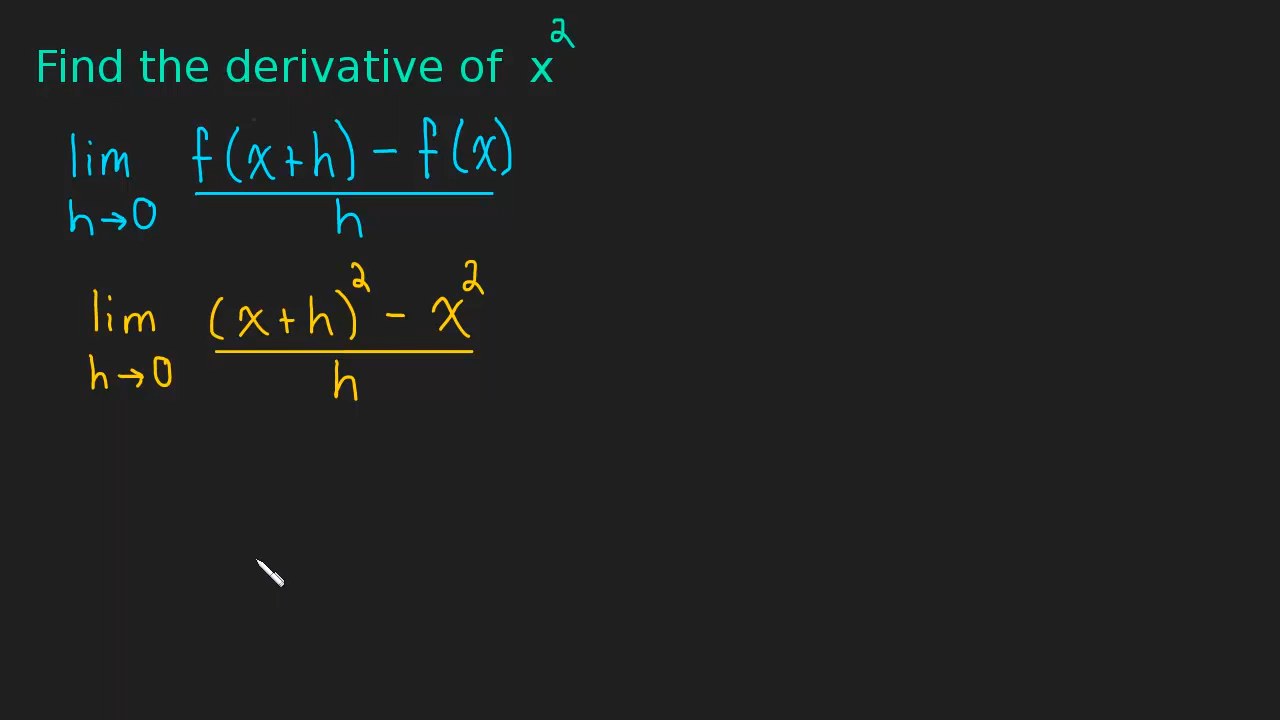 Find the derivative of x²
lim h→0 f(x+h) - f(x) / h
lim h→0 (x+h)² - x² / h